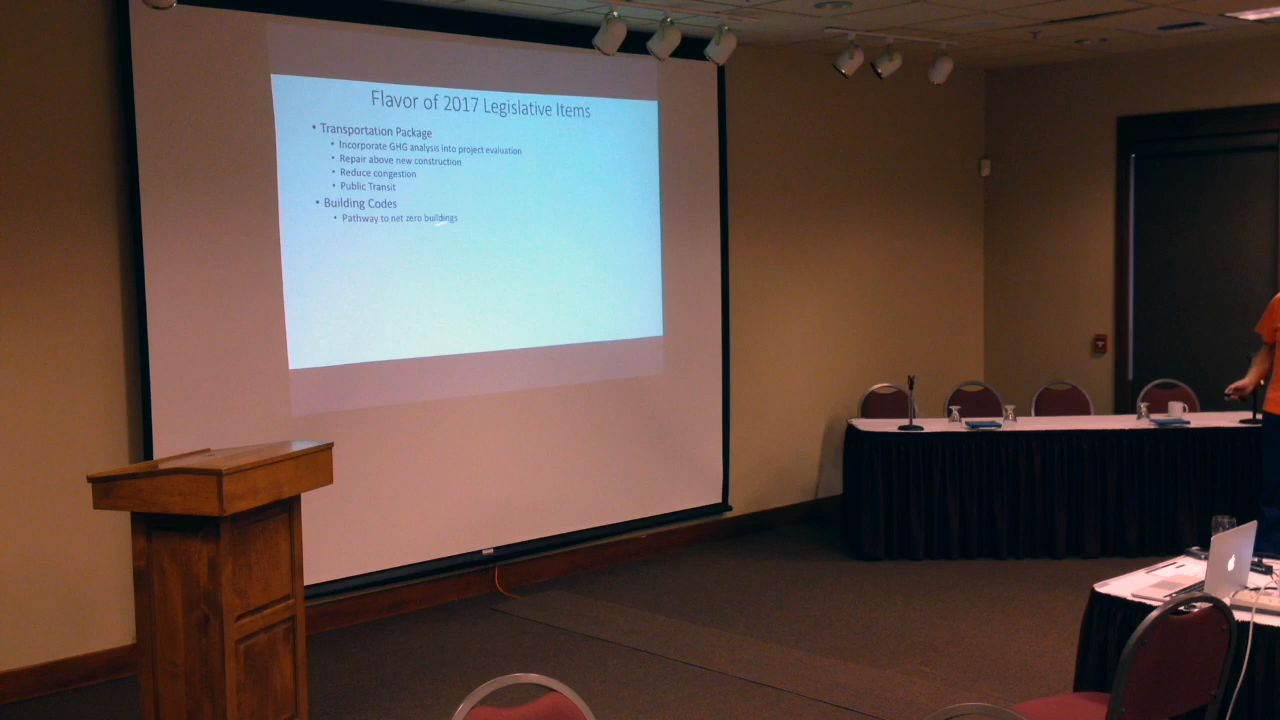 Flavor of 2017 Legislative Items
• Transportation Package
• Incorporate GHG analysis into project evaluation
• Repair above new construction
• Reduce congestion
• Public Transit
• Building Codes
• Pathway to net zero buildings